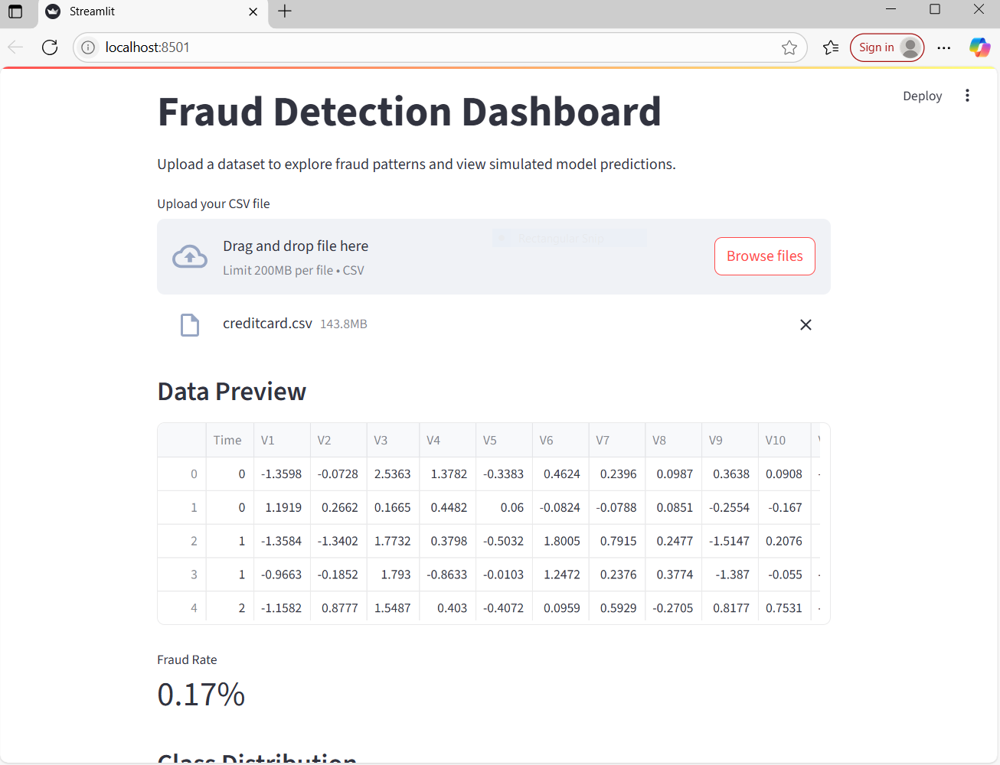 Streamlit
localhost:8501
Sign in
Deploy
Fraud Detection Dashboard
Upload a dataset to explore fraud patterns and view simulated model predictions.
Upload your CSV file
Drag and drop file here
Rectangular Snip
Limit 200MB per file • CSV
Browse files
creditcard.csv 143.8MB
Data Preview
Time V1 V2 V3 V4 V5 V6 V7 V8 V9 V10
0 0 -1.3598 -0.0728 2.5363 1.3782 -0.3383 0.4624 0.2396 0.0987 0.3638 0.0908 -
1 0 1.1919 0.2662 0.1665 0.4482 0.06 -0.0824 -0.0788 0.0851 -0.2554 -0.167
2 1 -1.3584 -1.3402 1.7732 0.3798 -0.5032 1.8005 0.7915 0.2477 -1.5147 0.2076
3 1 -0.9663 -0.1852 1.793 -0.8633 -0.0103 1.2472 0.2376 0.3774 -1.387 -0.055 -
4 2 -1.1582 0.8777 1.5487 0.403 -0.4072 0.0959 0.5929 -0.2705 0.8177 0.7531 -
Fraud Rate
0.17%
Class Distribution